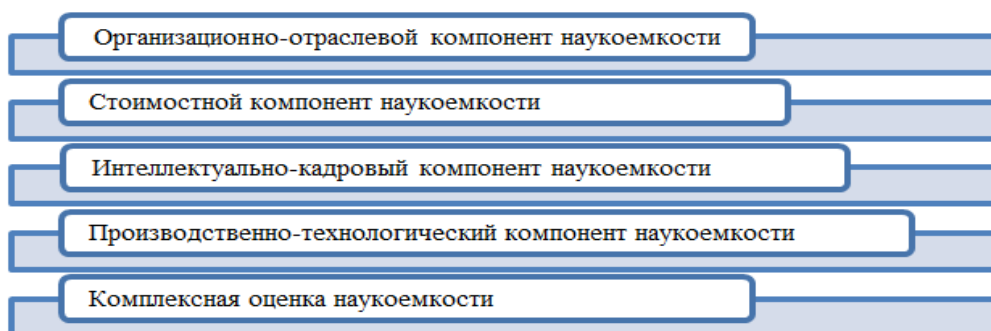 Организационно-отраслевой компонент наукоемкости
Стоимостной компонент наукоемкости
Интеллектуально-кадровый компонент наукоемкости
Производственно-технологический компонент наукоемкости
Комплексная оценка наукоемкости